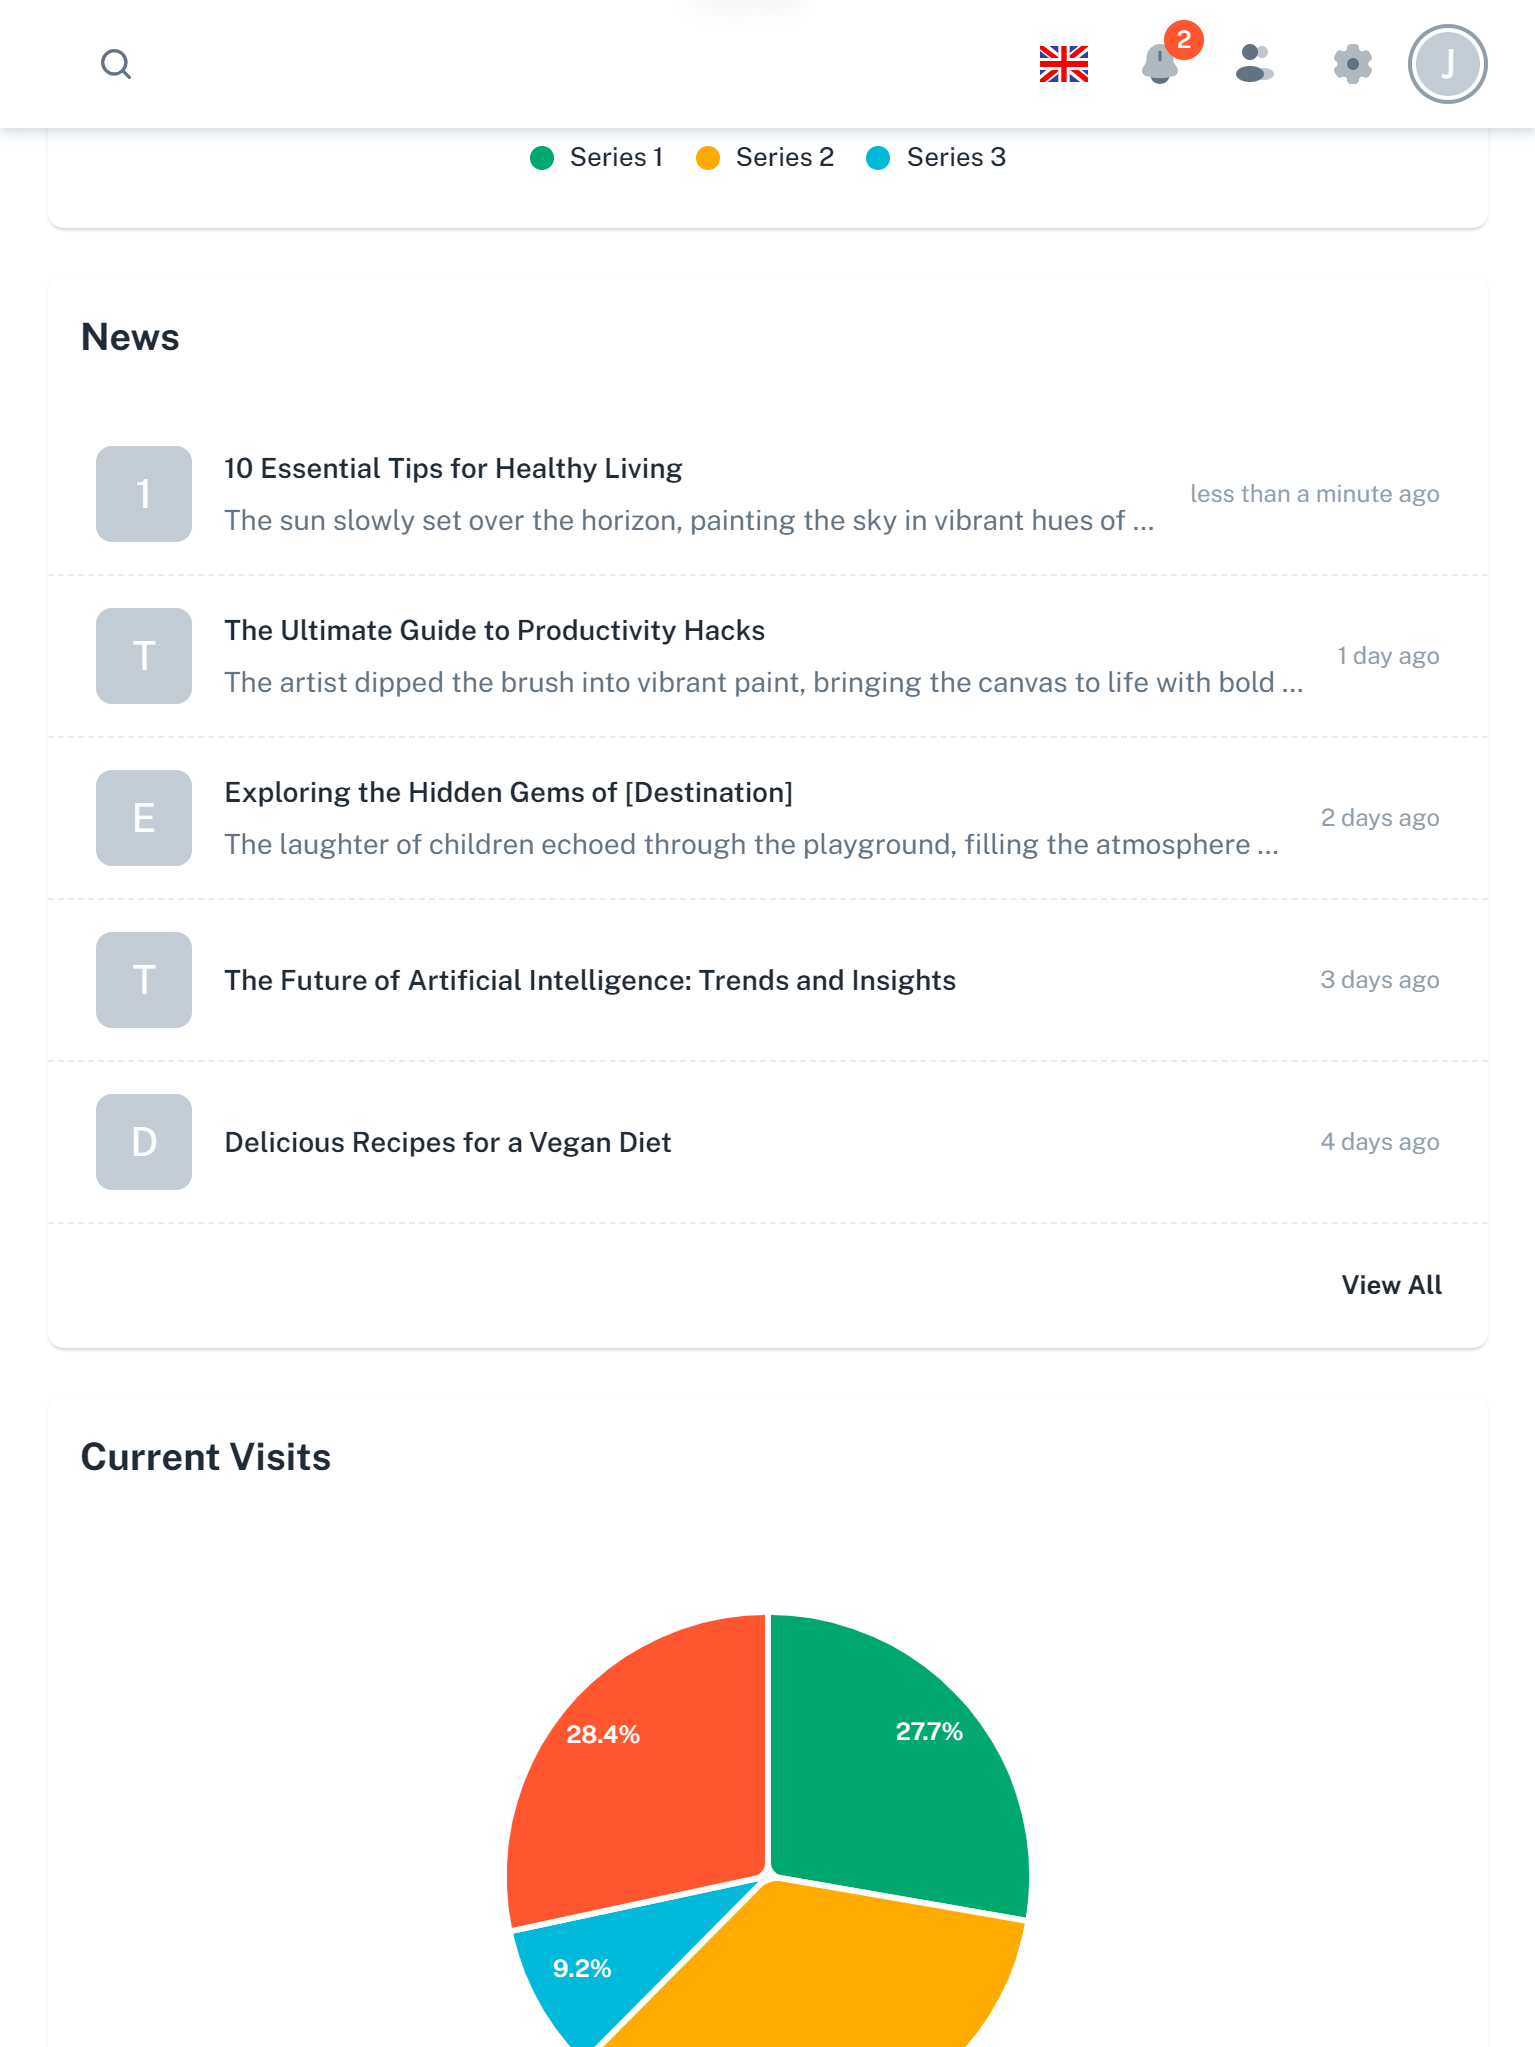 2
J
Series 1 Series 2 Series 3
News
1
10 Essential Tips for Healthy Living
The sun slowly set over the horizon, painting the sky in vibrant hues of ...
less than a minute ago
T
The Ultimate Guide to Productivity Hacks
The artist dipped the brush into vibrant paint, bringing the canvas to life with bold ...
1 day ago
E
Exploring the Hidden Gems of [Destination]
The laughter of children echoed through the playground, filling the atmosphere ...
2 days ago
T
The Future of Artificial Intelligence: Trends and Insights
3 days ago
D
Delicious Recipes for a Vegan Diet
4 days ago
View All
Current Visits
28.4%
27.7%
9.2%